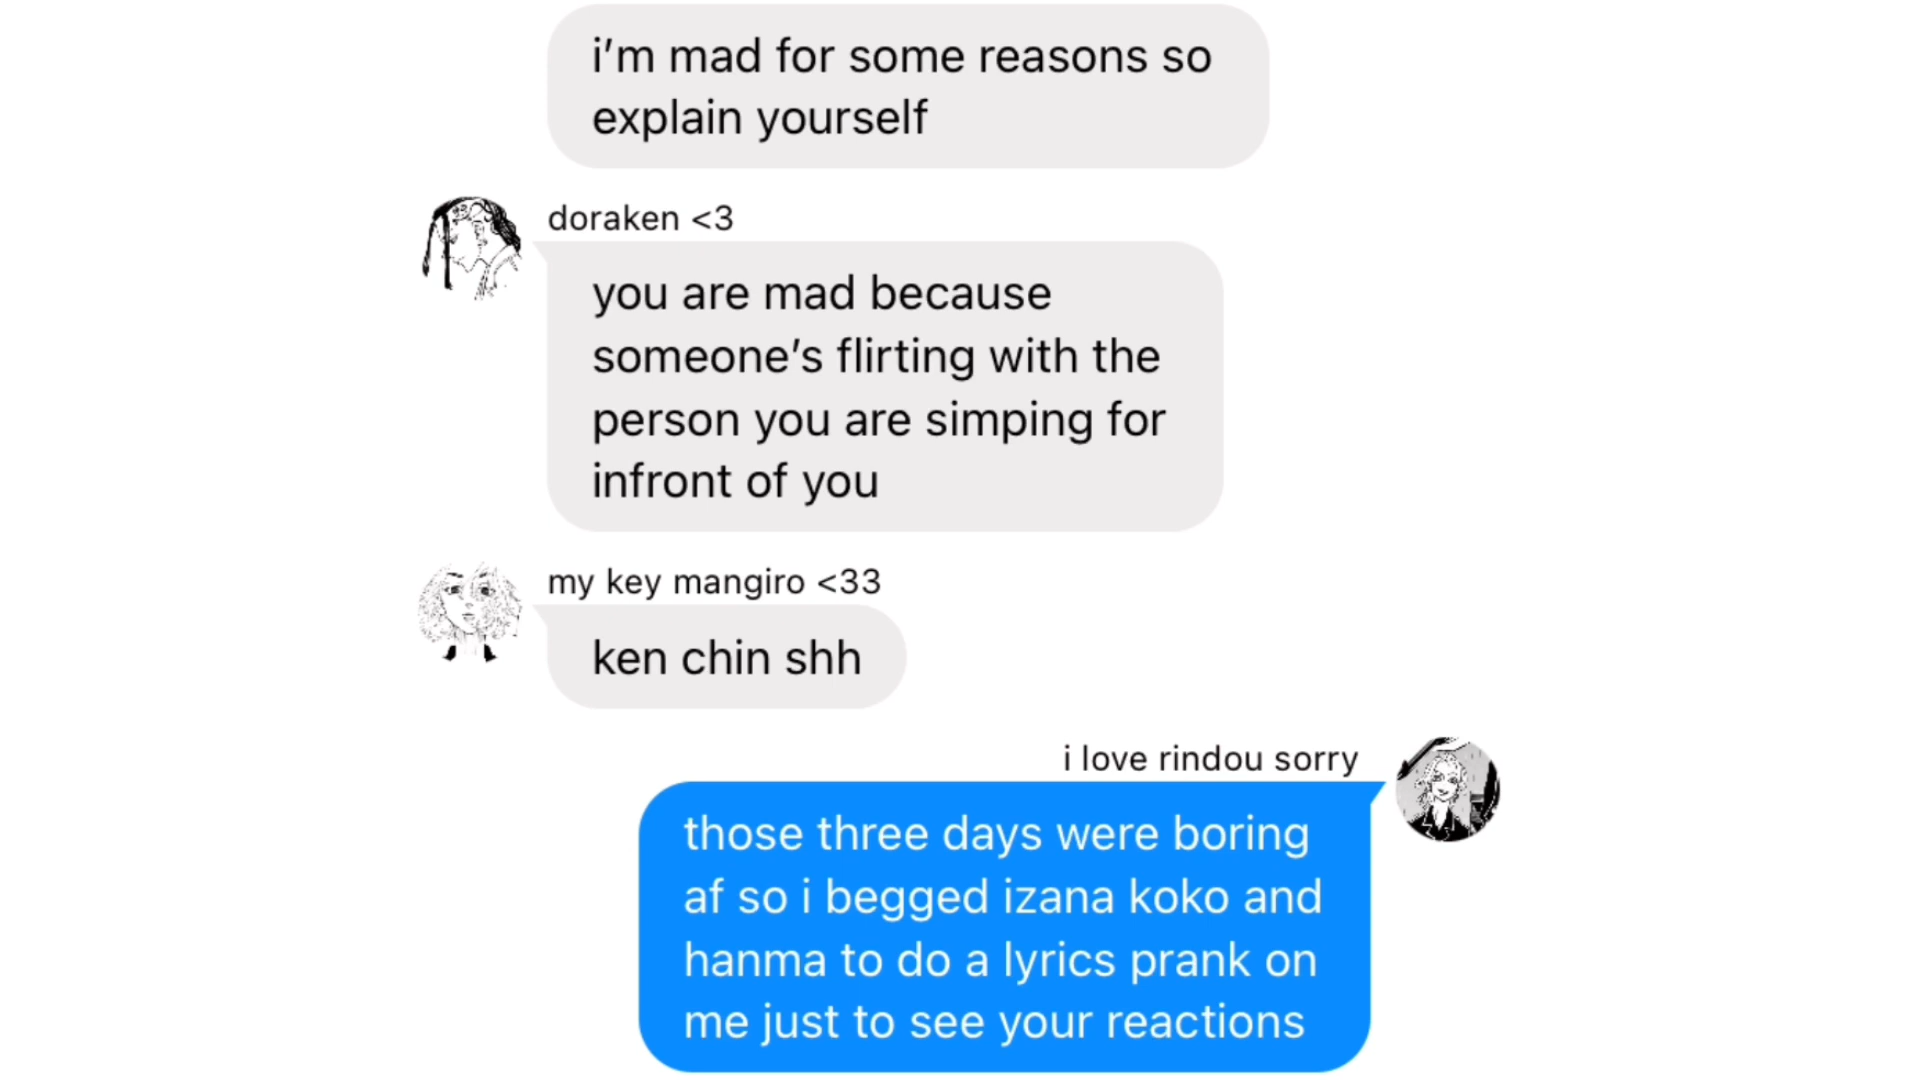 i’m mad for some reasons so
explain yourself
doraken <3
you are mad because
someone’s flirting with the
person you are simping for
infront of you
my key mangiro <33
ken chin shh
i love rindou sorry
those three days were boring
af so i begged izana koko and
hanma to do a lyrics prank on
me just to see your reactions